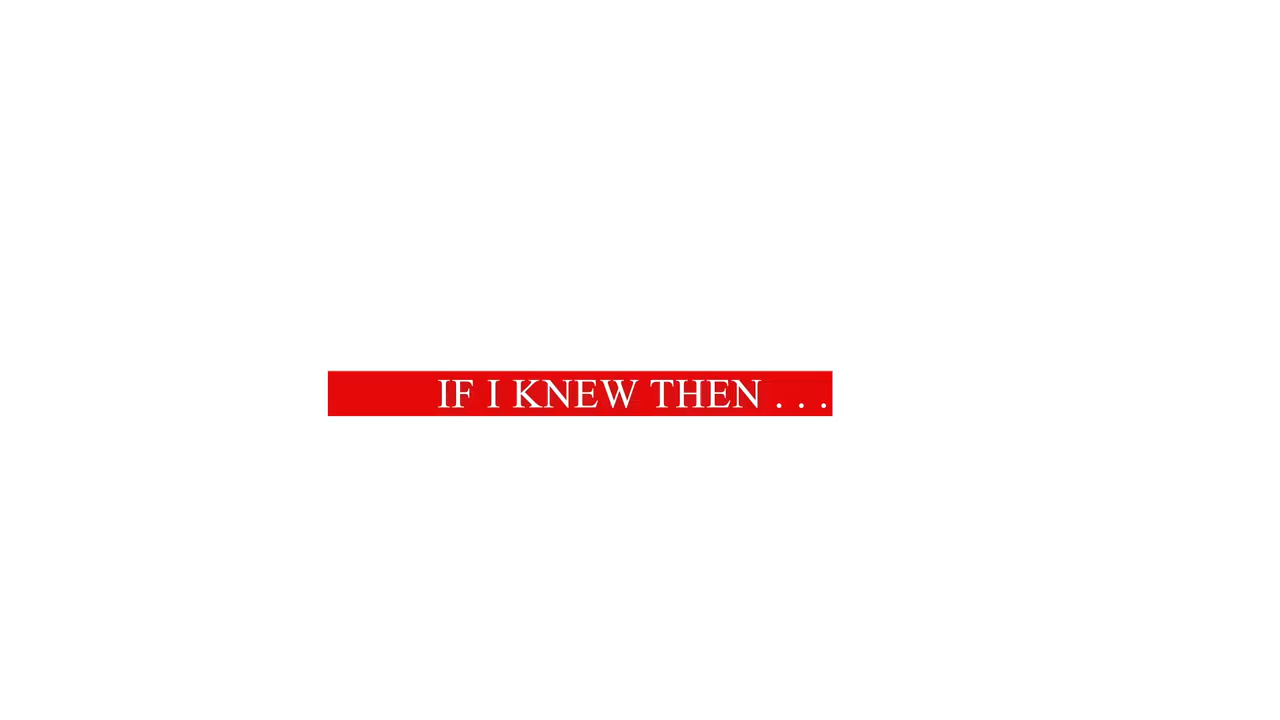 IF I KNEW THEN . . .